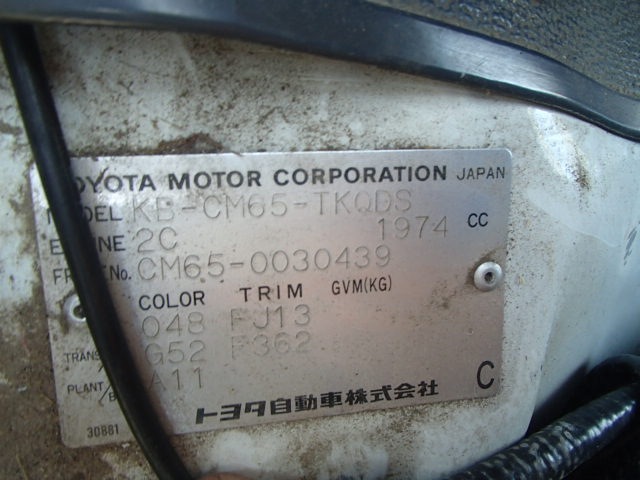 TOYOTA MOTOR CORPORATION JAPAN
MODEL KB-CM65-TKQDS
ENGINE 2C 1974 CC
No. CM65-0030439
COLOR TRIM GVM(KG)
048 FJ13
TRANS G52 F362
PLANT A11
トヨタ自動車株式会社 C
30881